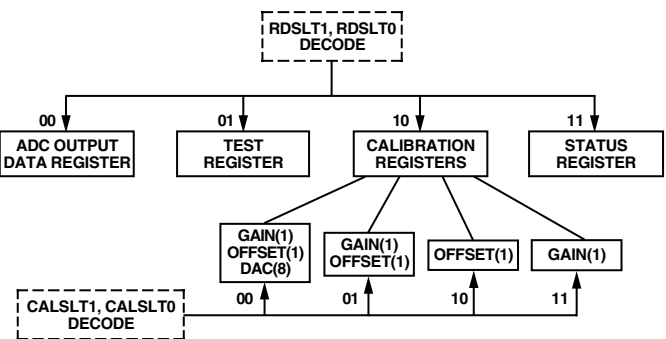 RDSLT1, RDSLT0
DECODE
00
01
10
11
ADC OUTPUT
DATA REGISTER
TEST
REGISTER
CALIBRATION
REGISTERS
STATUS
REGISTER
GAIN(1)
OFFSET(1)
DAC(8)
GAIN(1)
OFFSET(1)
OFFSET(1)
GAIN(1)
00
01
10
11
CALSLT1, CALSLT0
DECODE